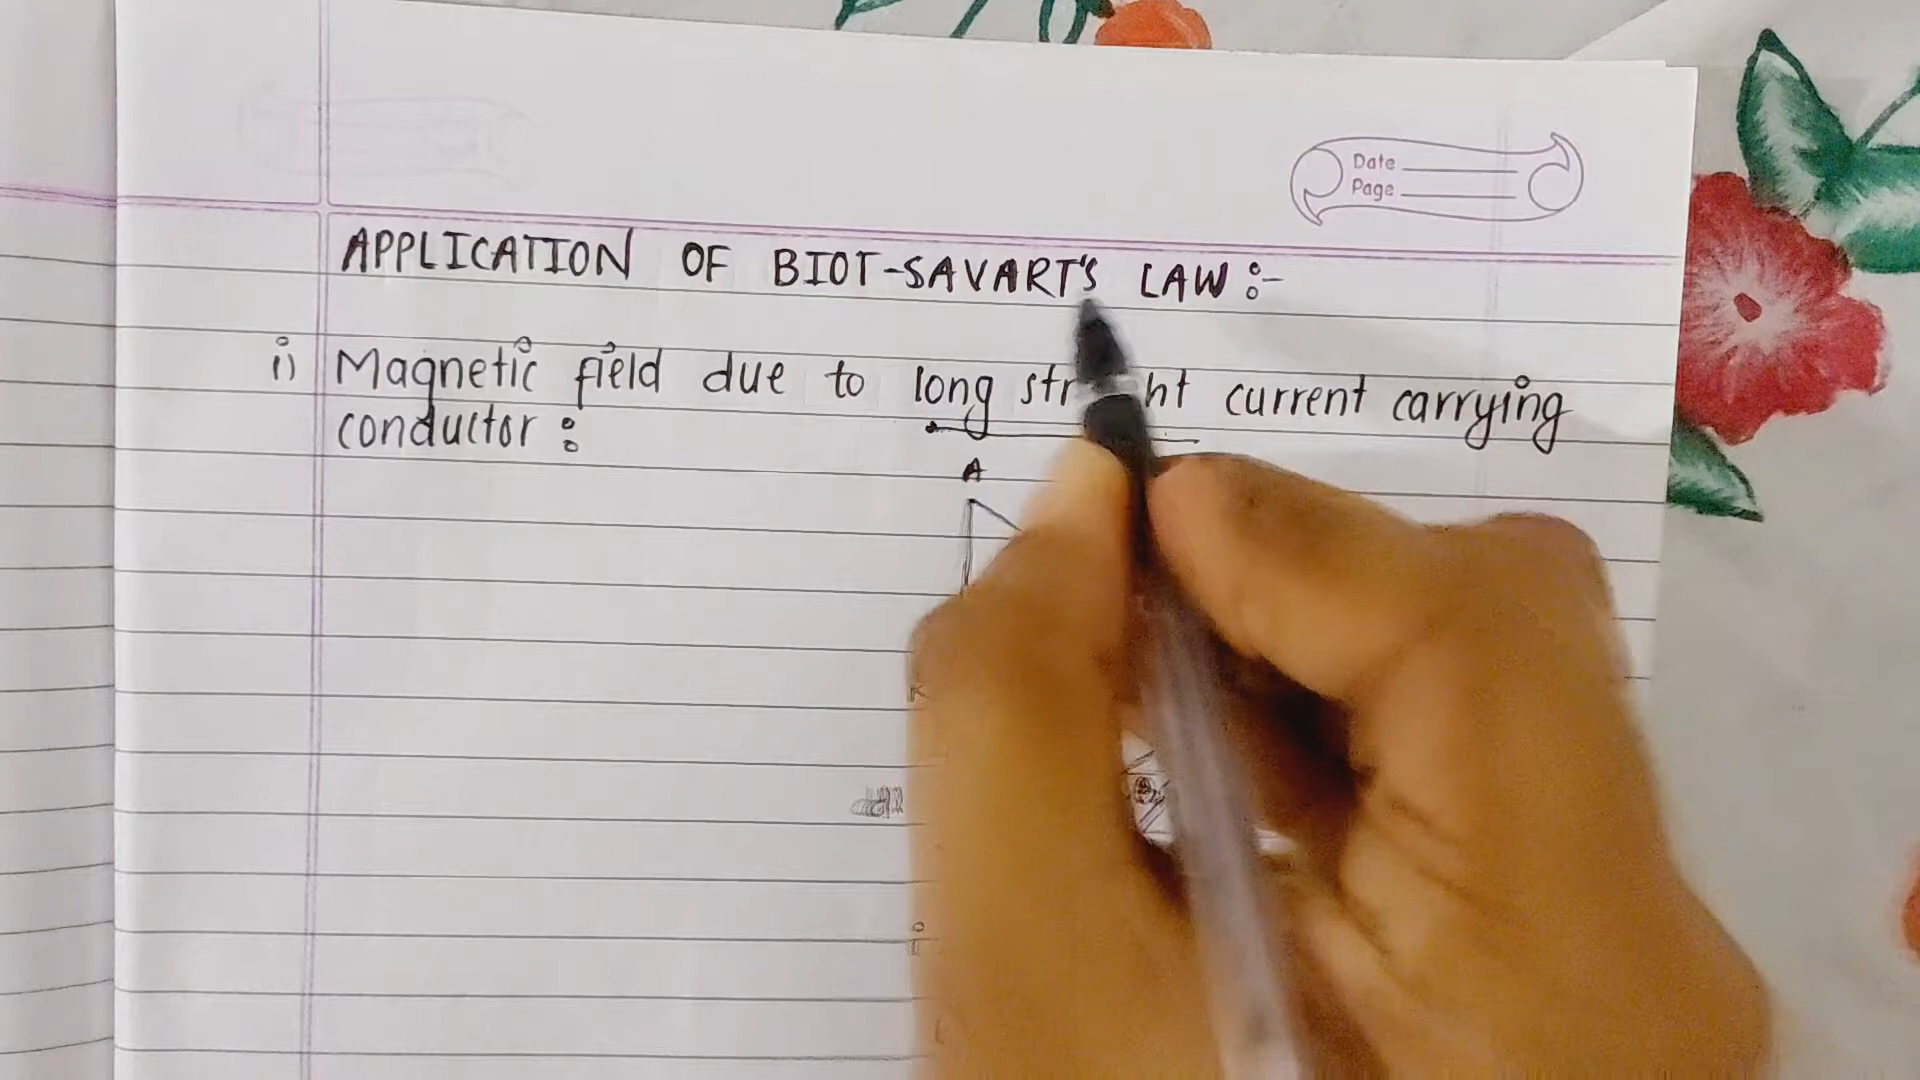 Date
Page
APPLICATION OF BIOT-SAVART'S LAW :-
i) Magnetic field due to long current carrying
conductor :
A
K
i